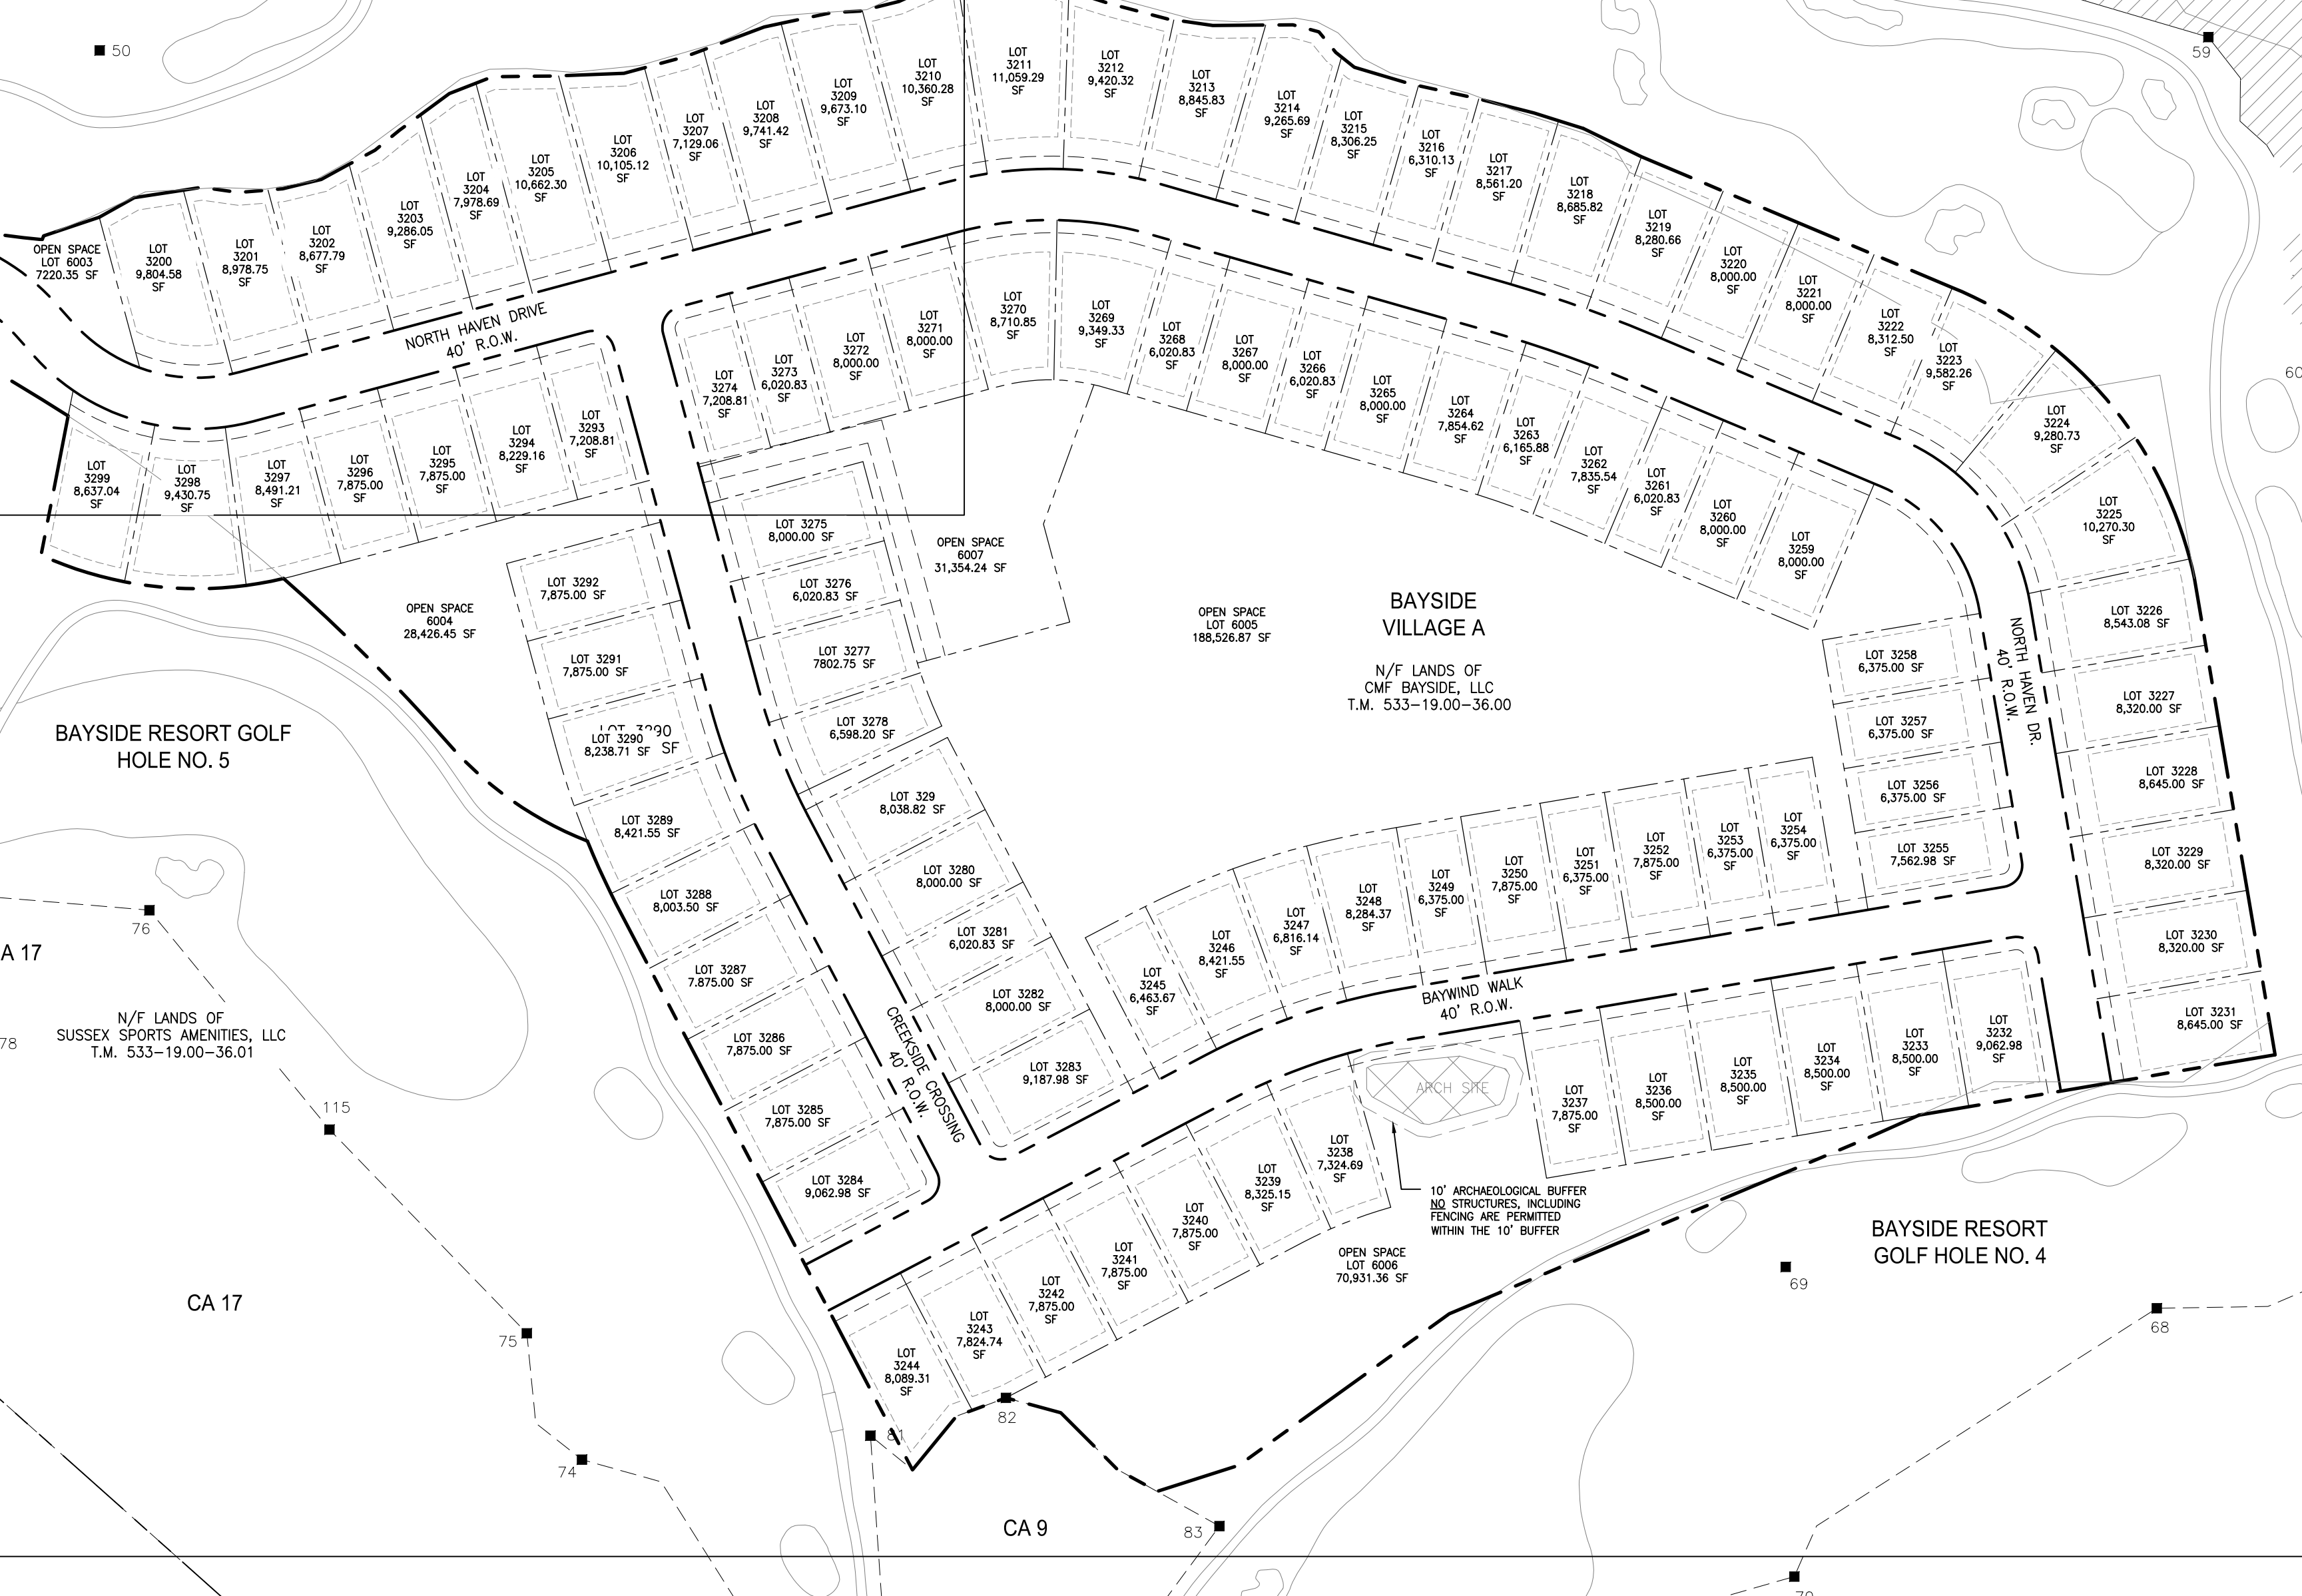 50
59
LOT
3200
9,804.58
SF
LOT
3201
8,978.75
SF
LOT
3202
8,677.79
SF
LOT
3203
9,286.05
SF
LOT
3204
7,978.69
SF
LOT
3205
10,662.30
SF
LOT
3206
10,105.12
SF
LOT
3207
7,129.06
SF
LOT
3208
9,741.42
SF
LOT
3209
9,673.10
SF
LOT
3210
10,360.28
SF
LOT
3211
11,059.29
SF
LOT
3212
9,420.32
SF
LOT
3213
8,845.83
SF
LOT
3214
9,265.69
SF
LOT
3215
8,306.25
SF
LOT
3216
6,310.13
SF
LOT
3217
8,561.20
SF
LOT
3218
8,685.82
SF
LOT
3219
8,280.66
SF
LOT
3220
8,000.00
SF
LOT
3221
8,000.00
SF
LOT
3222
8,312.50
SF
LOT
3223
9,582.26
SF
LOT
3224
9,280.73
SF
LOT
3225
10,270.30
SF
LOT 3226
8,543.08 SF
LOT 3227
8,320.00 SF
LOT 3228
8,645.00 SF
LOT 3229
8,320.00 SF
LOT 3230
8,320.00 SF
LOT 3231
8,645.00 SF
60
OPEN SPACE
LOT 6003
7220.35 SF
NORTH HAVEN DRIVE
40' R.O.W.
LOT
3299
8,637.04
SF
LOT
3298
9,430.75
SF
LOT
3297
8,491.21
SF
LOT
3296
7,875.00
SF
LOT
3295
7,875.00
SF
LOT
3294
8,229.16
SF
LOT
3293
7,208.81
SF
LOT
3274
7,208.81
SF
LOT
3273
6,020.83
SF
LOT
3272
8,000.00
SF
LOT
3271
8,000.00
SF
LOT
3270
8,710.85
SF
LOT
3269
9,349.33
SF
LOT
3268
6,020.83
SF
LOT
3267
8,000.00
SF
LOT
3266
6,020.83
SF
LOT
3265
8,000.00
SF
LOT
3264
7,854.62
SF
LOT
3263
6,165.88
SF
LOT
3262
7,835.54
SF
LOT
3261
6,020.83
SF
LOT
3260
8,000.00
SF
LOT
3259
8,000.00
SF
LOT 3258
6,375.00 SF
LOT 3257
6,375.00 SF
LOT 3256
6,375.00 SF
LOT 3255
7,562.98 SF
NORTH HAVEN DR.
40' R.O.W.
OPEN SPACE
6004
28,426.45 SF
LOT 3292
7,875.00 SF
LOT 3291
7,875.00 SF
LOT 3290
SF
LOT 3290
8,238.71 SF
LOT 3289
8,421.55 SF
LOT 3288
8,003.50 SF
LOT 3287
7.875.00 SF
LOT 3286
7,875.00 SF
LOT 3285
7,875.00 SF
LOT 3284
9,062.98 SF
LOT 3275
8,000.00 SF
LOT 3276
6,020.83 SF
LOT 3277
7802.75 SF
LOT 3278
6,598.20 SF
LOT 329
8,038.82 SF
LOT 3280
8,000.00 SF
LOT 3281
6,020.83 SF
LOT 3282
8,000.00 SF
LOT 3283
9,187.98 SF
CREEKSIDE CROSSING
40' R.O.W.
OPEN SPACE
6007
31,354.24 SF
OPEN SPACE
LOT 6005
188,526.87 SF
BAYSIDE
VILLAGE A
N/F LANDS OF
CMF BAYSIDE, LLC
T.M. 533-19.00-36.00
LOT
3245
6,463.67
SF
LOT
3246
8,421.55
SF
LOT
3247
6,816.14
SF
LOT
3248
8,284.37
SF
LOT
3249
6,375.00
SF
LOT
3250
7,875.00
SF
LOT
3251
6,375.00
SF
LOT
3252
7,875.00
SF
LOT
3253
6,375.00
SF
LOT
3254
6,375.00
SF
BAYWIND WALK
40' R.O.W.
LOT
3232
9,062.98
SF
LOT
3233
8,500.00
SF
LOT
3234
8,500.00
SF
LOT
3235
8,500.00
SF
LOT
3236
8,500.00
SF
LOT
3237
7,875.00
SF
ARCH SITE
LOT
3238
7,324.69
SF
LOT
3239
8,325.15
SF
LOT
3240
7,875.00
SF
LOT
3241
7,875.00
SF
LOT
3242
7,875.00
SF
LOT
3243
7,824.74
SF
LOT
3244
8,089.31
SF
10' ARCHAEOLOGICAL BUFFER
NO STRUCTURES, INCLUDING
FENCING ARE PERMITTED
WITHIN THE 10' BUFFER
OPEN SPACE
LOT 6006
70,931.36 SF
BAYSIDE RESORT GOLF
HOLE NO. 5
76
A 17
78
N/F LANDS OF
SUSSEX SPORTS AMENITIES, LLC
T.M. 533-19.00-36.01
115
CA 17
75
74
81
82
83
CA 9
BAYSIDE RESORT
GOLF HOLE NO. 4
69
68